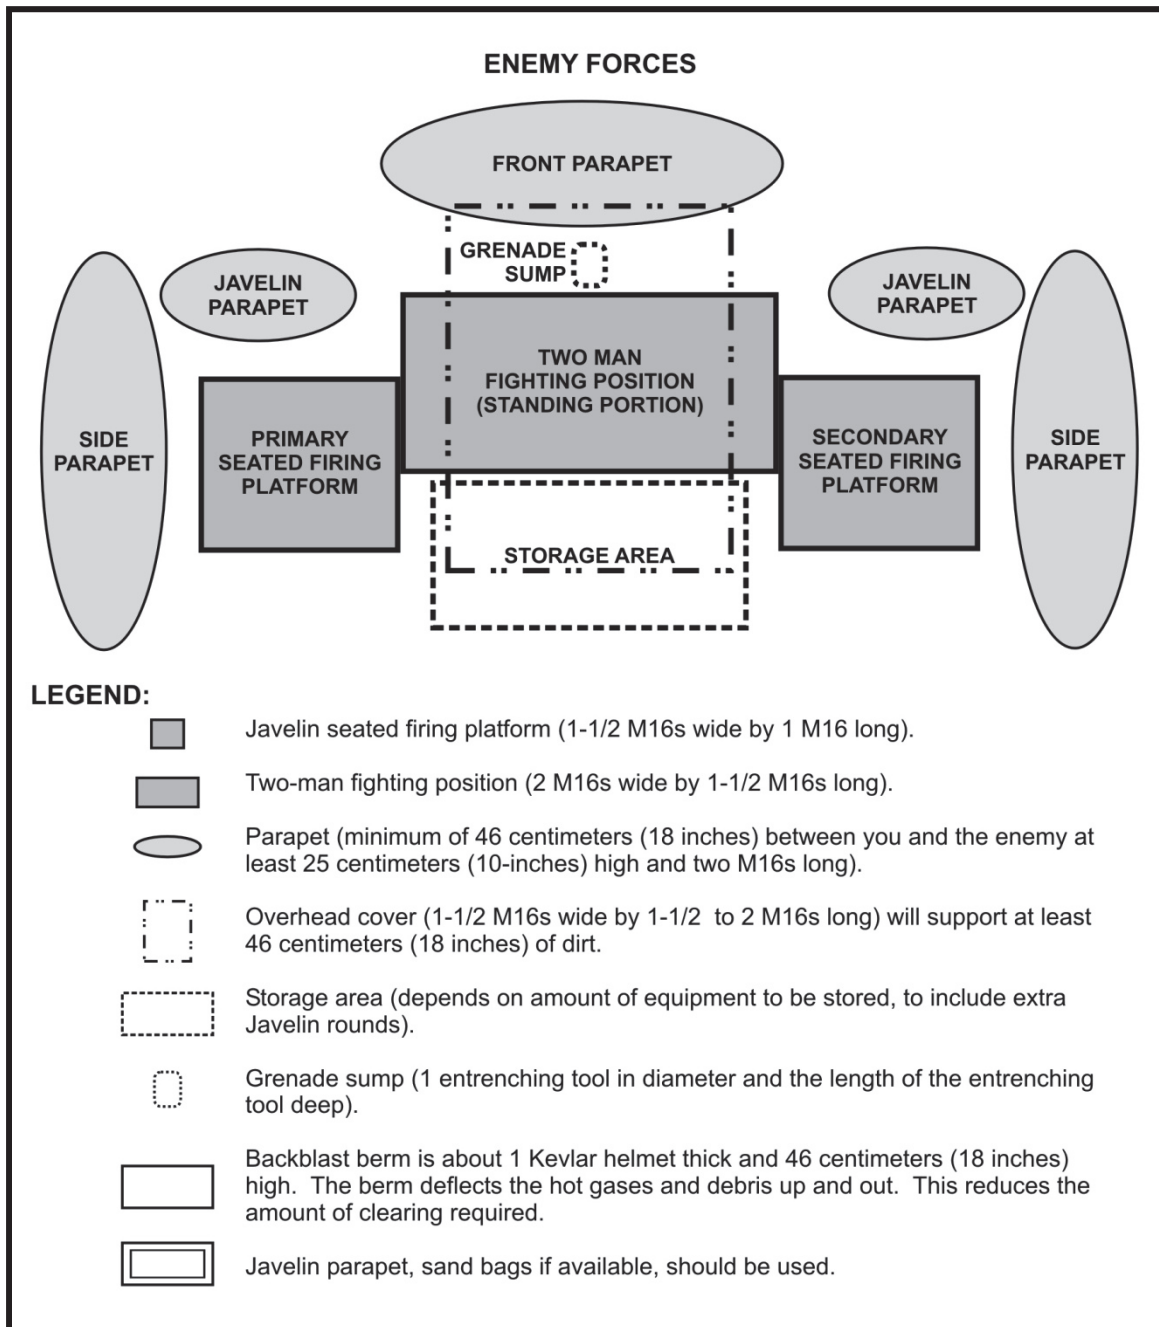 ENEMY FORCES
FRONT PARAPET
GRENADE
SUMP
JAVELIN
PARAPET
JAVELIN
PARAPET
TWO MAN
FIGHTING POSITION
(STANDING PORTION)
SIDE
PARAPET
PRIMARY
SEATED FIRING
PLATFORM
SECONDARY
SEATED FIRING
PLATFORM
SIDE
PARAPET
STORAGE AREA
LEGEND:
Javelin seated firing platform (1-1/2 M16s wide by 1 M16 long).
Two-man fighting position (2 M16s wide by 1-1/2 M16s long).
Parapet (minimum of 46 centimeters (18 inches) between you and the enemy at
least 25 centimeters (10-inches) high and two M16s long).
Overhead cover (1-1/2 M16s wide by 1-1/2 to 2 M16s long) will support at least
46 centimeters (18 inches) of dirt.
Storage area (depends on amount of equipment to be stored, to include extra
Javelin rounds).
Grenade sump (1 entrenching tool in diameter and the length of the entrenching
tool deep).
Backblast berm is about 1 Kevlar helmet thick and 46 centimeters (18 inches)
high. The berm deflects the hot gases and debris up and out. This reduces the
amount of clearing required.
Javelin parapet, sand bags if available, should be used.